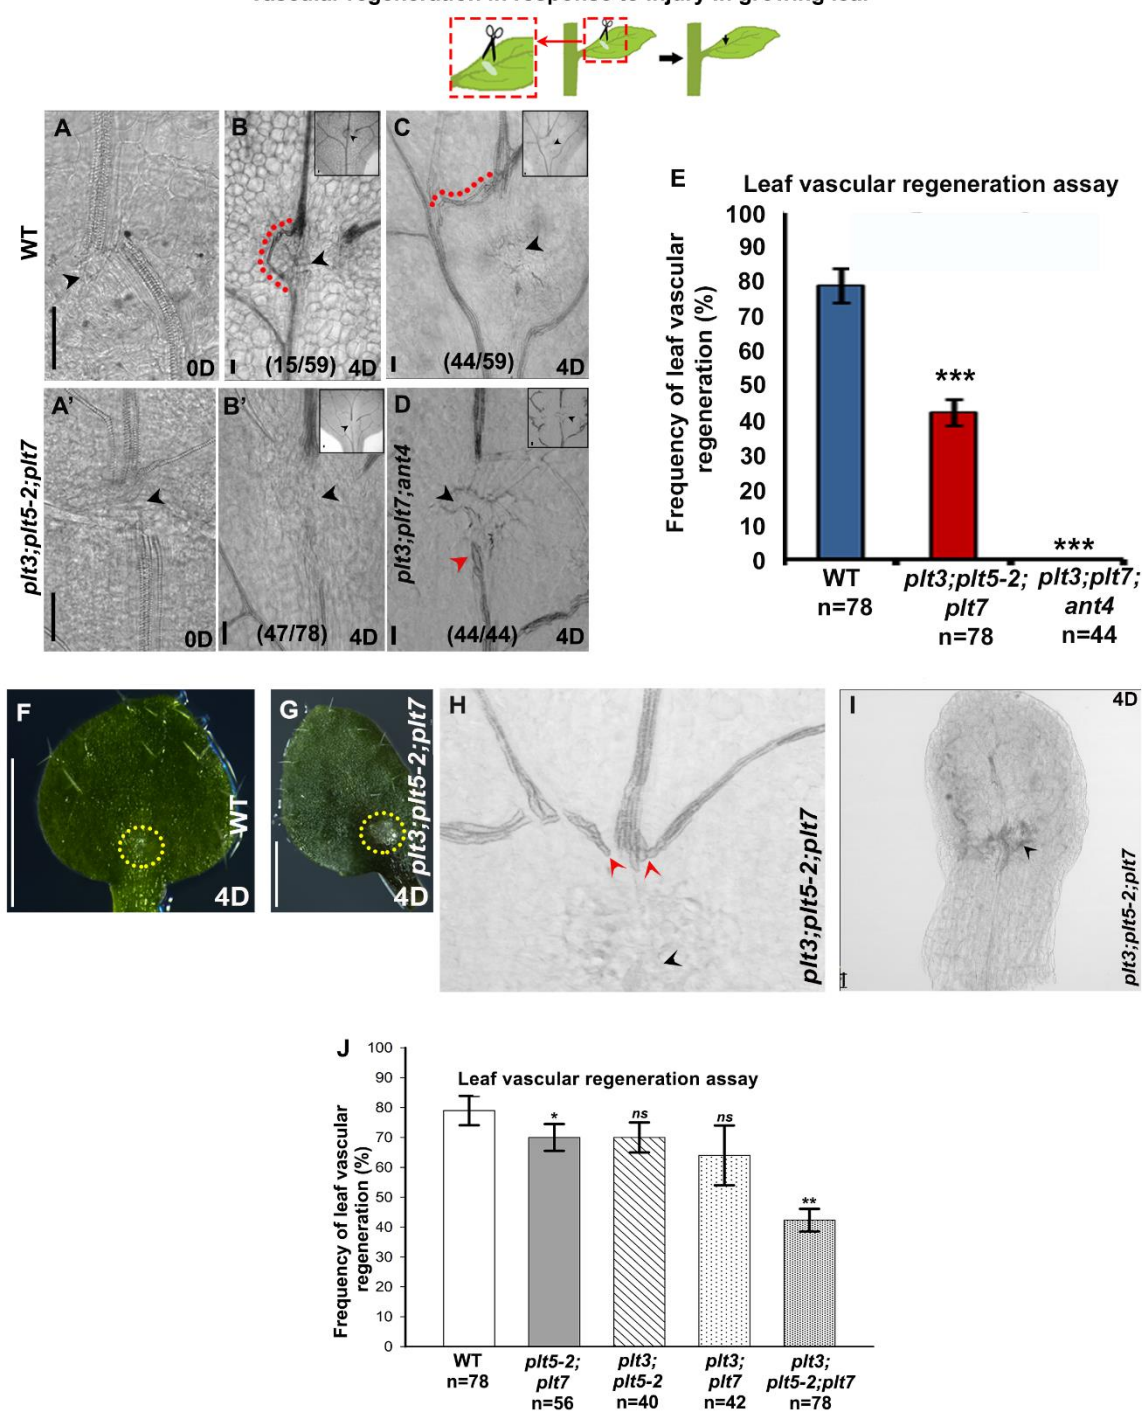 Vascular regeneration in response to injury in growing leaf
A
B
C
WT
0D
(15/59)
4D
(44/59)
4D
A'
B'
D
plt3;plt5-2;plt7
plt3;plt7;ant4
0D
(47/78)
4D
(44/44)
4D
E
Leaf vascular regeneration assay
Frequency of leaf vascular
regeneration (%)
100
90
80
70
60
50
40
30
20
10
0
***
***
WT
n=78
plt3;plt5-2;
plt7
n=78
plt3;plt7;
ant4
n=44
F
WT
4D
G
plt3;plt5-2;plt7
4D
H
plt3;plt5-2;plt7
I
4D
plt3;plt5-2;plt7
J
Leaf vascular regeneration assay
Frequency of leaf vascular
regeneration (%)
100
90
80
70
60
50
40
30
20
10
0
*
ns
ns
**
WT
n=78
plt5-2;
plt7
n=56
plt3;
plt5-2
n=40
plt3;
plt7
n=42
plt3;
plt5-2;plt7
n=78